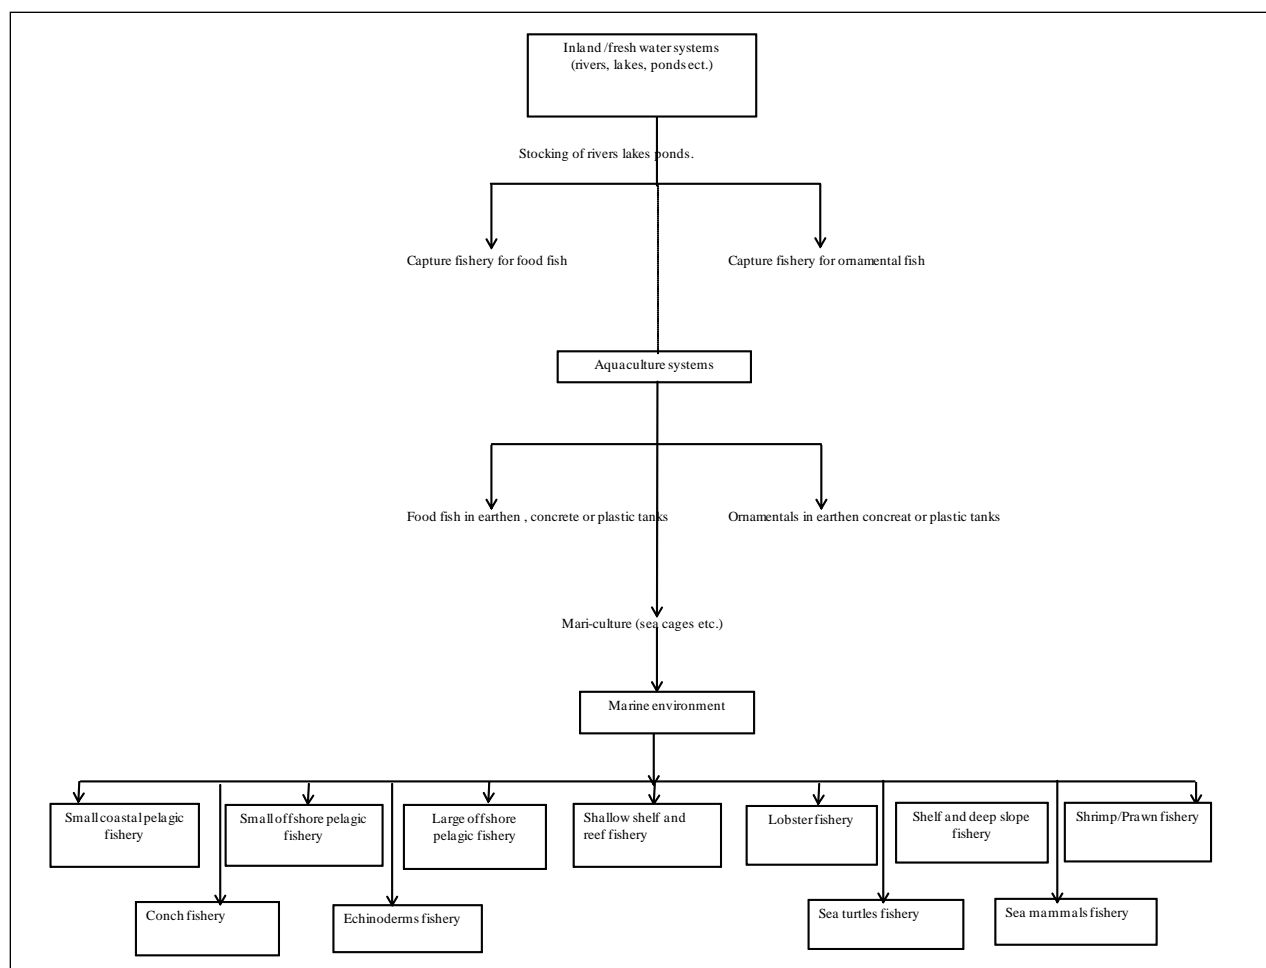 Inland /fresh water systems
(rivers, lakes, ponds ect.)
Stocking of rivers lakes ponds.
Capture fishery for food fish
Capture fishery for ornamental fish
Aquaculture systems
Food fish in earthen , concrete or plastic tanks
Ornamentals in earthen concreat or plastic tanks
Mari-culture (sea cages etc.)
Marine environment
Small coastal pelagic
fishery
Small offshore pelagic
fishery
Large offshore
pelagic fishery
Shallow shelf and
reef fishery
Lobster fishery
Shelf and deep slope
fishery
Shrimp/Prawn fishery
Conch fishery
Echinoderms fishery
Sea turtles fishery
Sea mammals fishery